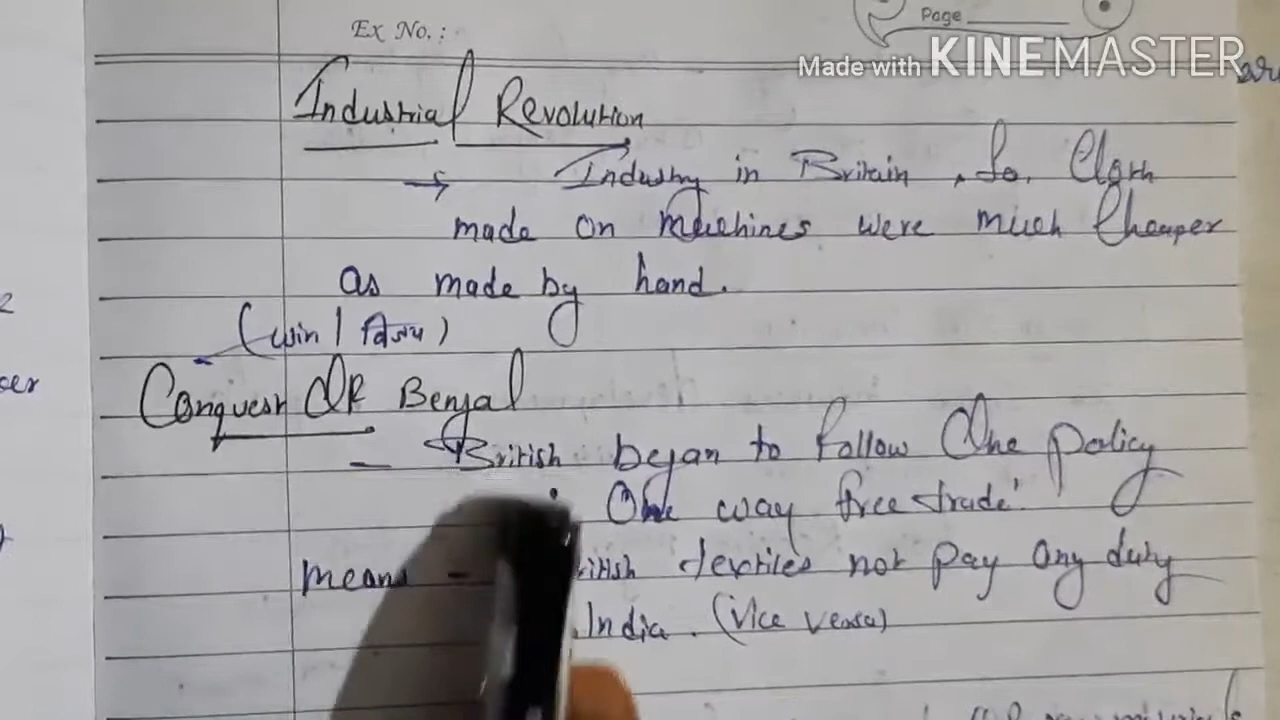 Ex No.:
Page
Made with KINEMASTER
Industrial Revolution
→ Industry in Britain, So, Cloth
made on machines were much Cheaper
as made by hand.
(win / विजय)
Conquest Of Bengal
- British began to follow One policy
One way free trade'
means - British textiles not pay any duty
India. (Vice versa)